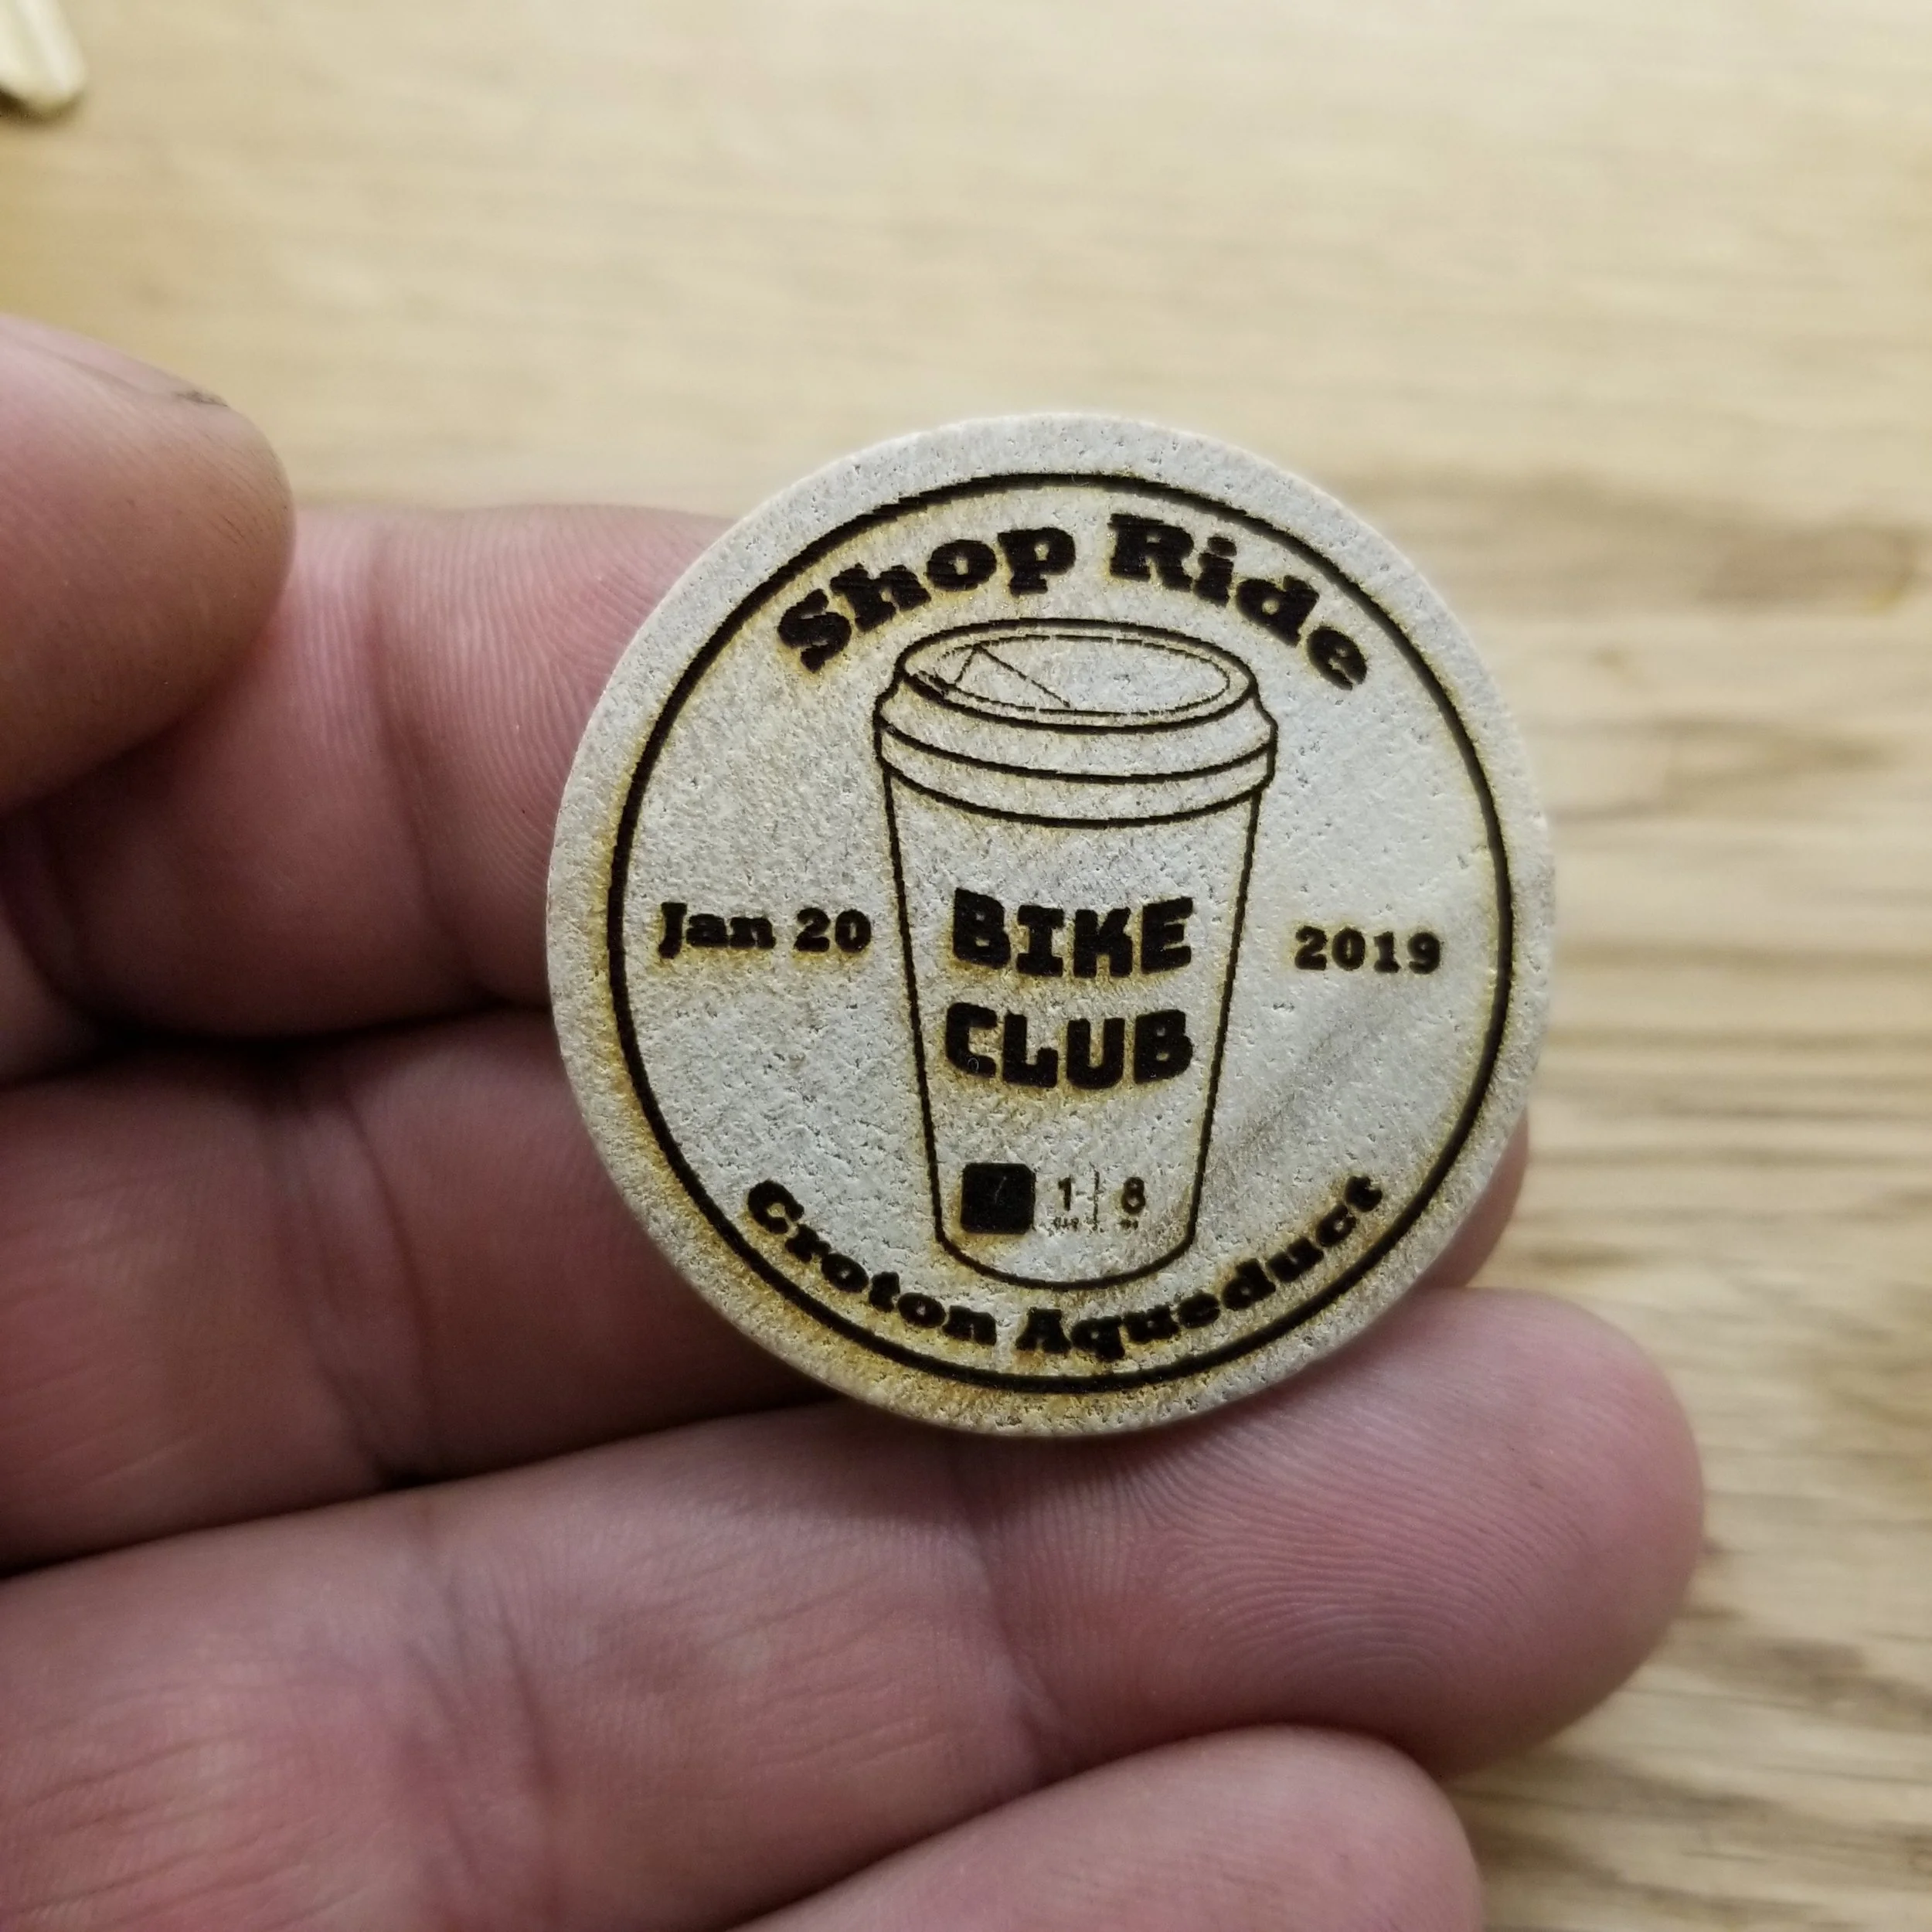 Shop Ride
Jan 20
2019
BIKE
CLUB
1 8
Croton Aqueduct